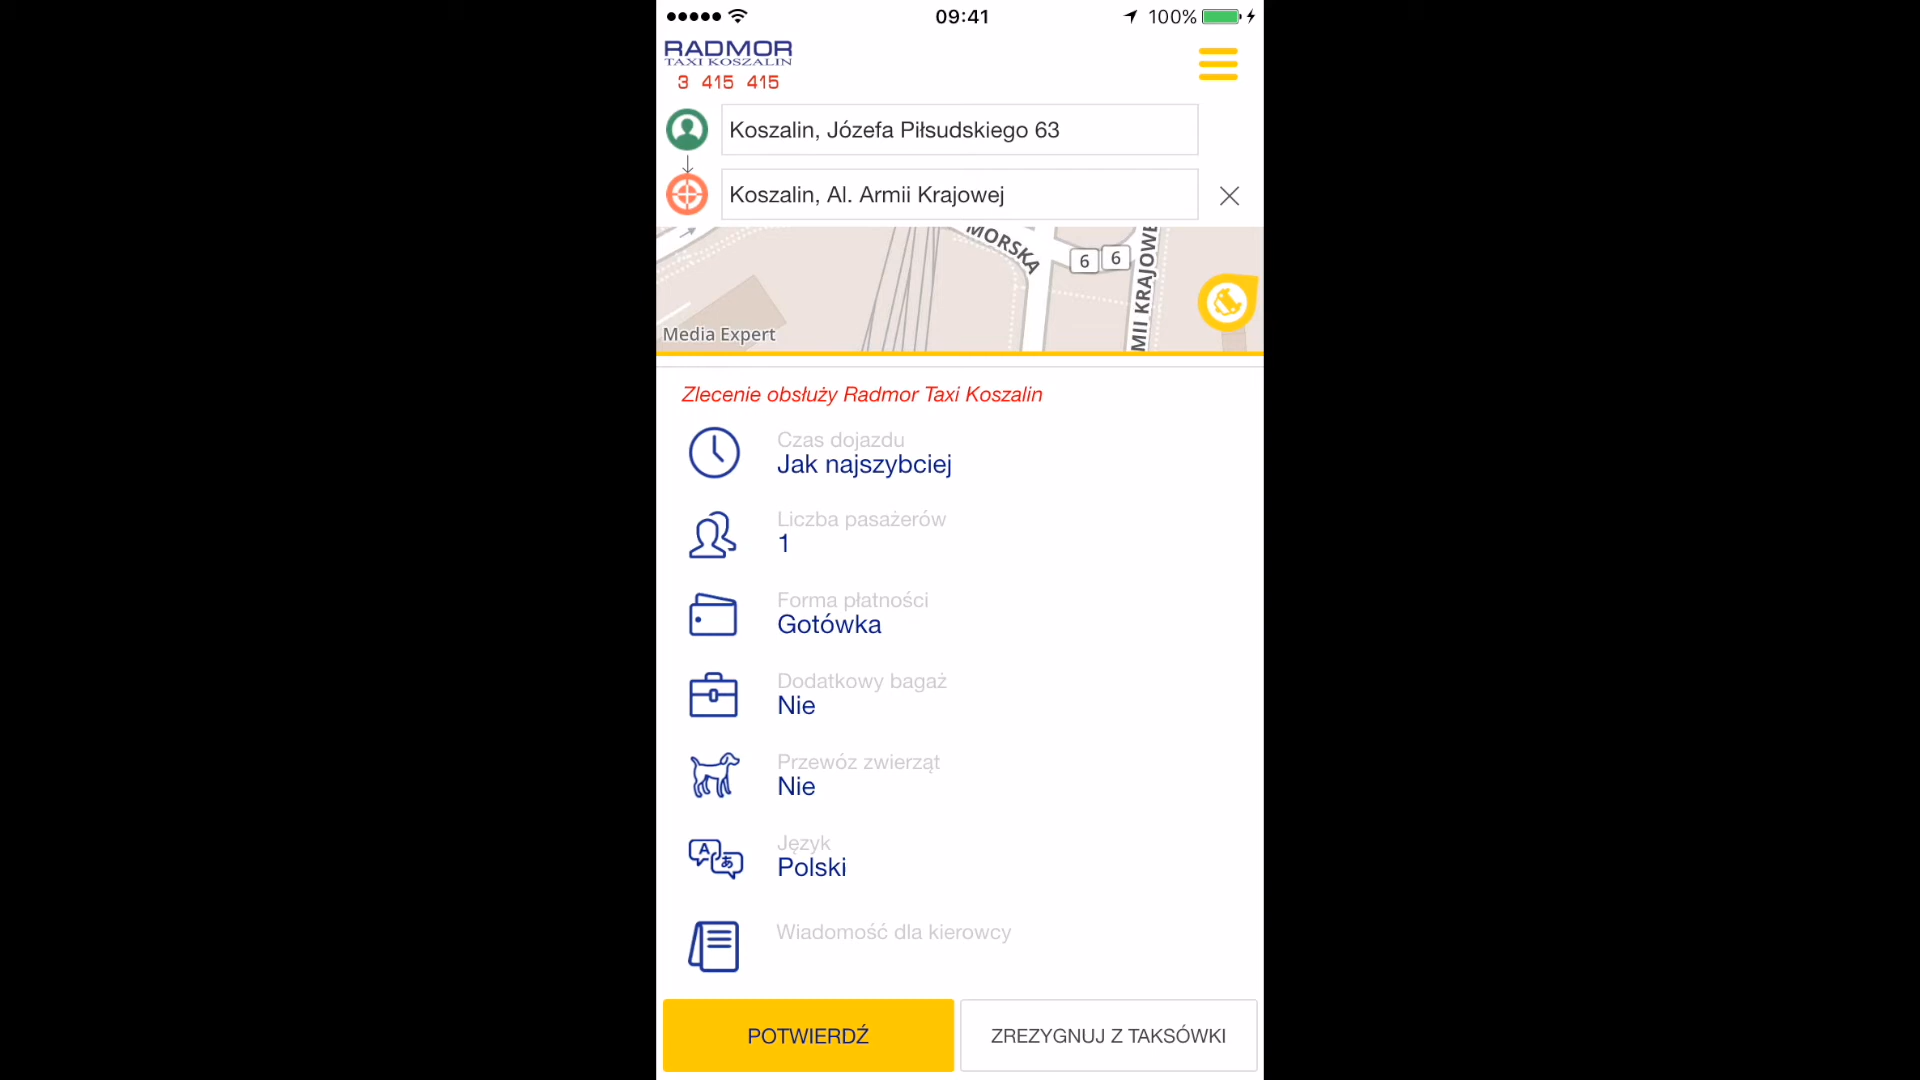 09:41
100%
RADMOR
TAXI KOSZALIN
3 415 415
Koszalin, Józefa Piłsudskiego 63
Koszalin, Al. Armii Krajowej
MORSKA
6
6
MII KRAJOWE
Media Expert
Zlecenie obsłuży Radmor Taxi Koszalin
Czas dojazdu
Jak najszybciej
Liczba pasażerów
1
Forma płatności
Gotówka
Dodatkowy bagaż
Nie
Przewóz zwierząt
Nie
A あ
Język
Polski
Wiadomość dla kierowcy
POTWIERDŹ
ZREZYGNUJ Z TAKSÓWKI